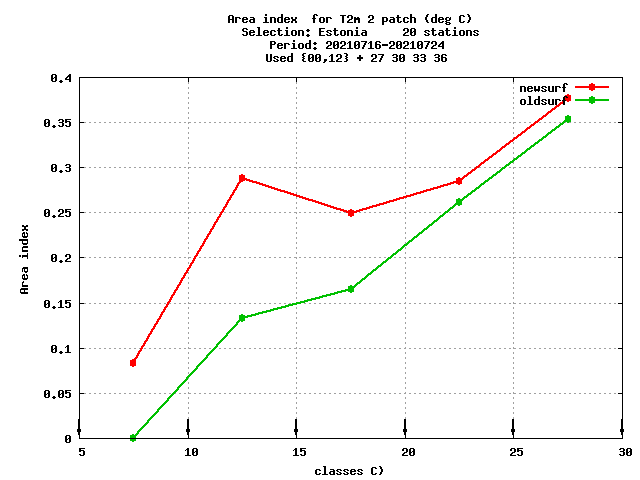 Area index  for T2m 2 patch (deg C)
Selection: Estonia     20 stations
Period: 20210716-20210724
Used {00,12} + 27 30 33 36
newsurf
oldsurf
0.4
0.35
0.3
0.25
0.2
0.15
0.1
0.05
0
Area index
5 10 15 20 25 30
classes C)